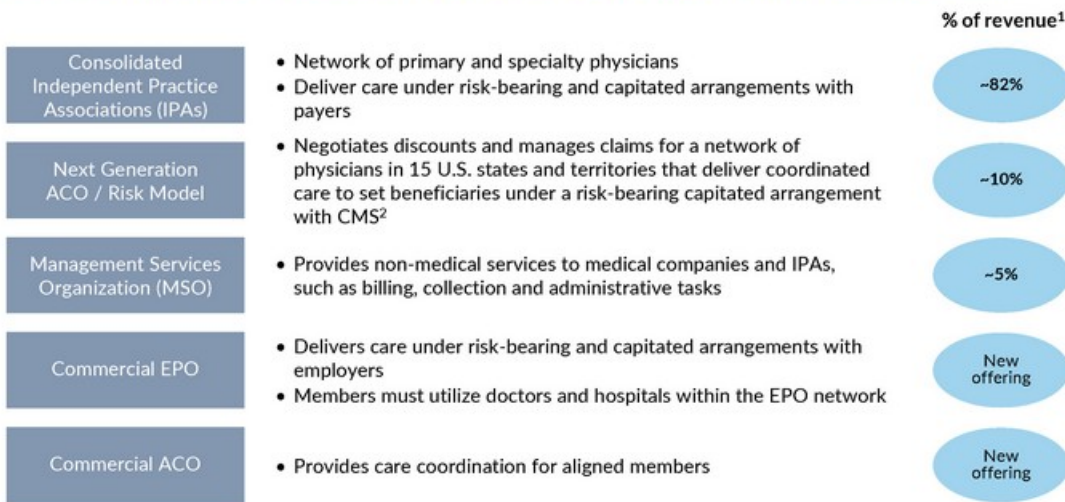 % of revenue1
Consolidated
Independent Practice
Associations (IPAs)
• Network of primary and specialty physicians
• Deliver care under risk-bearing and capitated arrangements with
payers
~82%
Next Generation
ACO / Risk Model
• Negotiates discounts and manages claims for a network of
physicians in 15 U.S. states and territories that deliver coordinated
care to set beneficiaries under a risk-bearing capitated arrangement
with CMS2
~10%
Management Services
Organization (MSO)
• Provides non-medical services to medical companies and IPAs,
such as billing, collection and administrative tasks
~5%
Commercial EPO
• Delivers care under risk-bearing and capitated arrangements with
employers
• Members must utilize doctors and hospitals within the EPO network
New
offering
Commercial ACO
• Provides care coordination for aligned members
New
offering